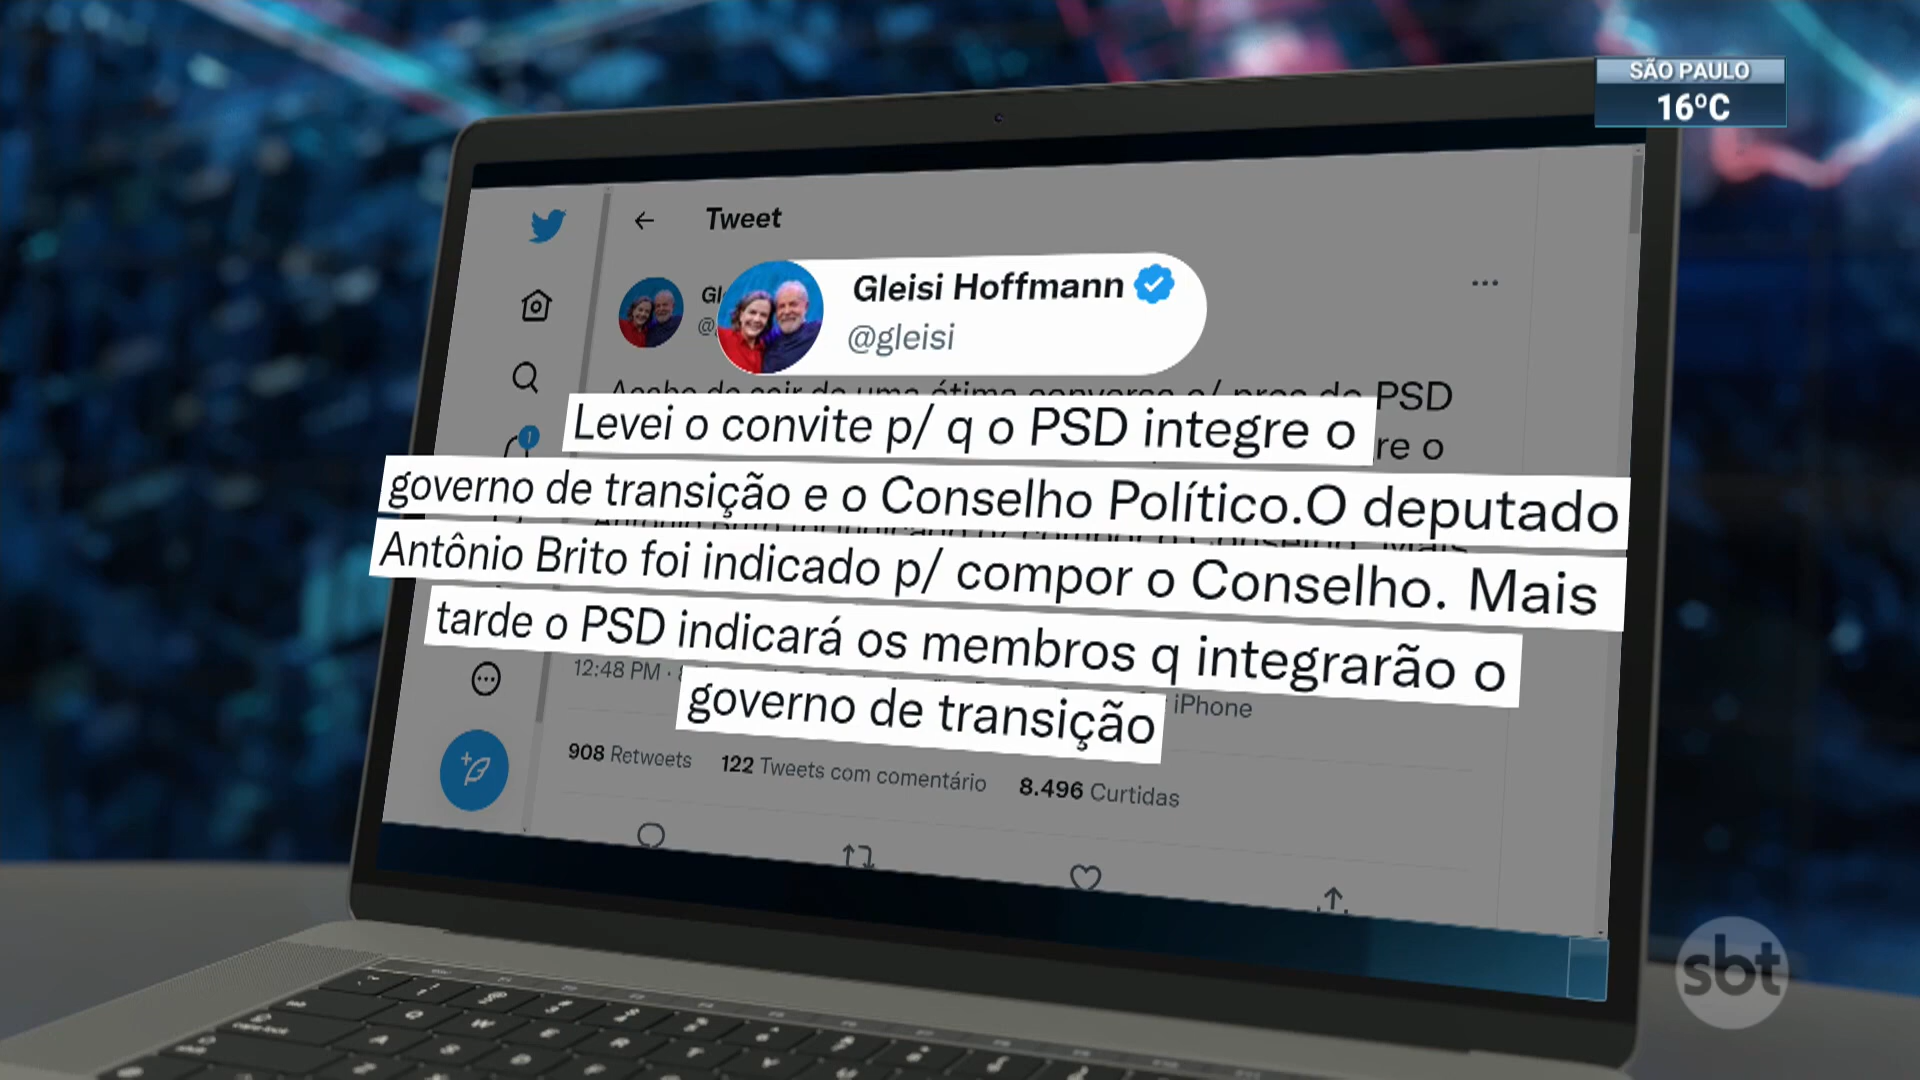 SÃO PAULO
16ºC
Tweet
Gleisi Hoffmann
@gleisi
PSD
Levei o convite p/ q o PSD integre o
re o
governo de transição e o Conselho Político.O deputado
Antônio Brito foi indicado p/ compor o Conselho. Mais
tarde o PSD indicará os membros q integrarão o
governo de transição
12:48 PM ·
iPhone
908 Retweets 122 Tweets com comentário 8.496 Curtidas
sbt